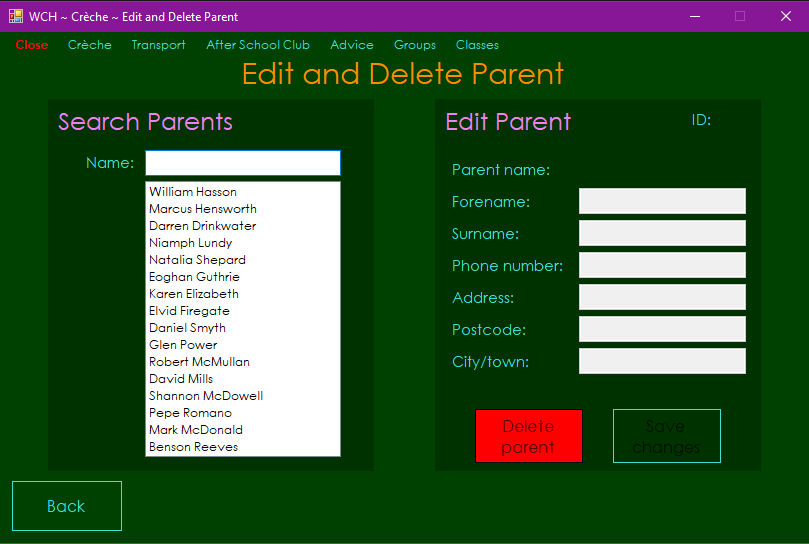 WCH ~ Crèche ~ Edit and Delete Parent
Close Crèche Transport After School Club Advice Groups Classes
Edit and Delete Parent
Search Parents
Name:
William Hasson
Marcus Hensworth
Darren Drinkwater
Niamph Lundy
Natalia Shepard
Eoghan Guthrie
Karen Elizabeth
Elvid Firegate
Daniel Smyth
Glen Power
Robert McMullan
David Mills
Shannon McDowell
Pepe Romano
Mark McDonald
Benson Reeves
Edit Parent
ID:
Parent name:
Forename:
Surname:
Phone number:
Address:
Postcode:
City/town:
Delete
parent
Save
changes
Back